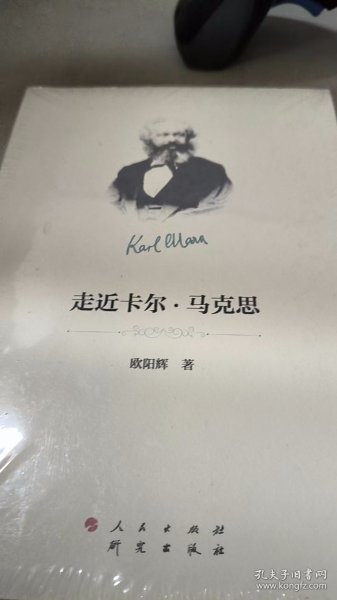 Karl Marx
走近卡尔·马克思
欧阳辉 著
人民出版社
研究出版社
孔夫子旧书网
kongfz.com